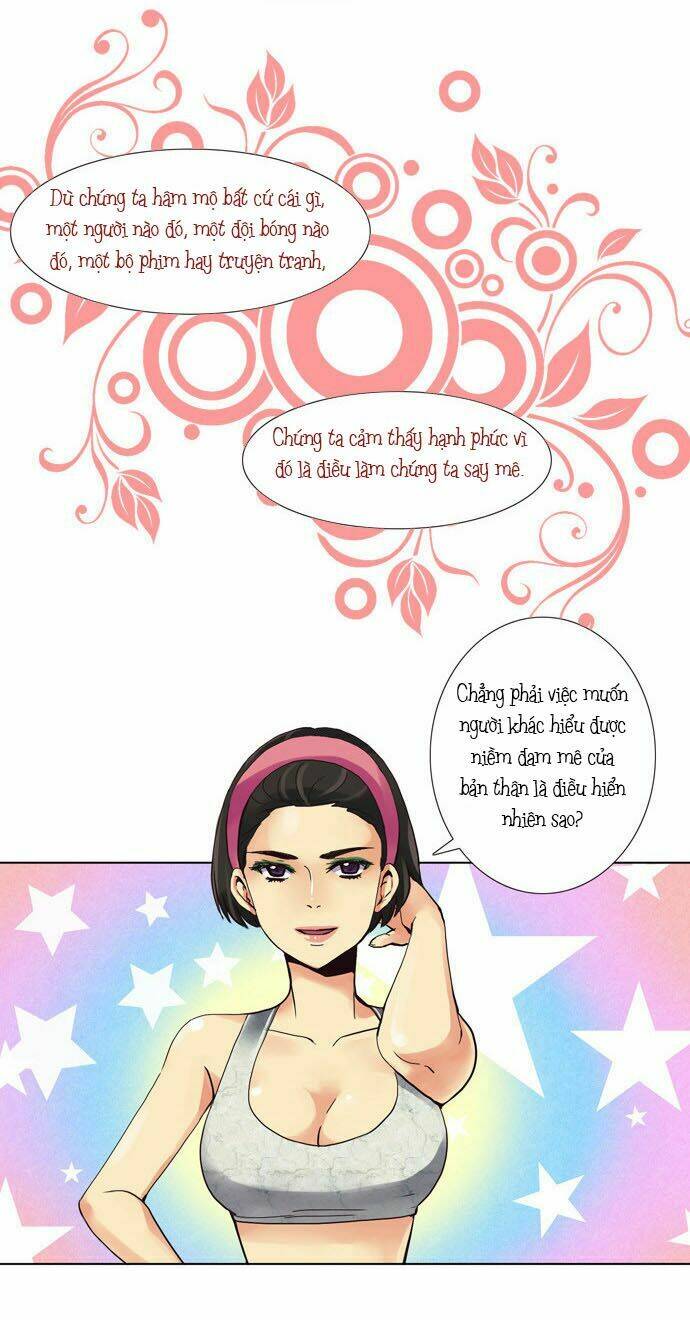 Dù chúng ta hâm mộ bất cứ cái gì,
một người nào đó, một đội bóng nào
đó, một bộ phim hay truyện tranh,
Chúng ta cảm thấy hạnh phúc vì
đó là điều làm chúng ta say mê.
Chẳng phải việc muốn
người khác hiểu được
niềm đam mê của
bản thân là điều hiển
nhiên sao?